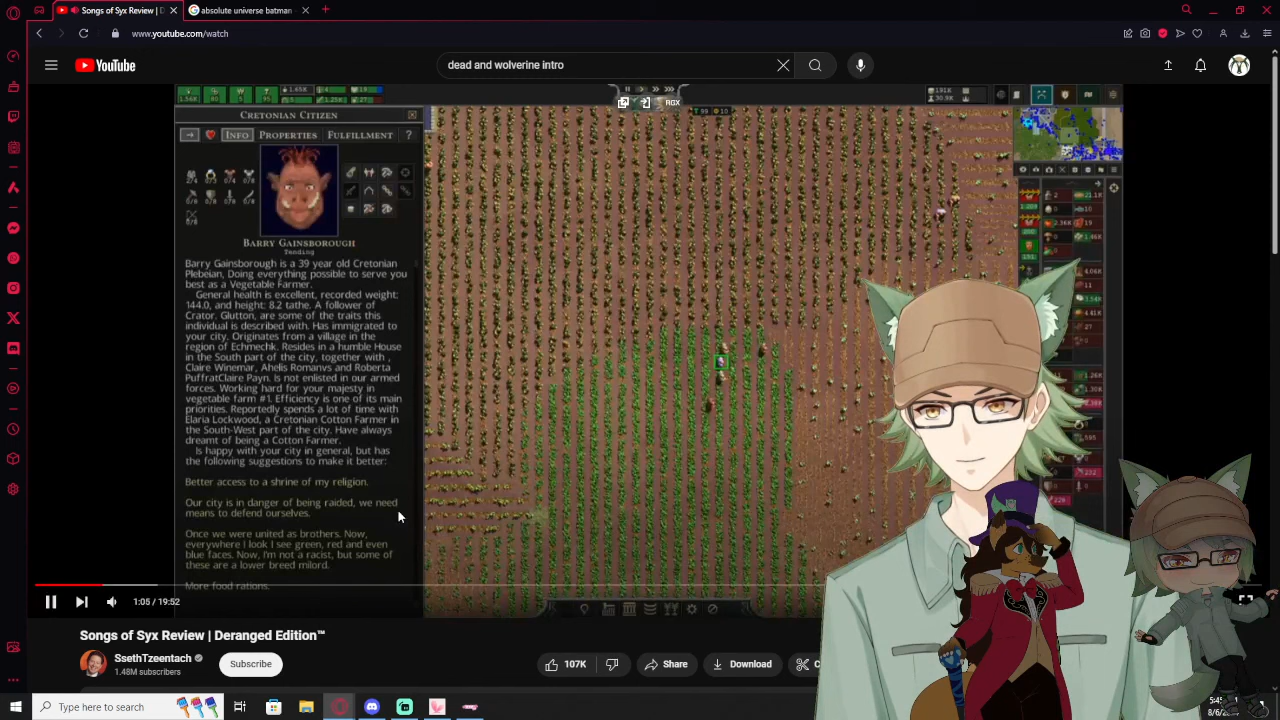 Songs of Syx Review | D
absolute universe batman
www.youtube.com/watch
YouTube
dead and wolverine intro
CRETONIAN CITIZEN
INFO
PROPERTIES
FULFILLMENT
?
BARRY GAINSBOROUGH
Tending
Barry Gainsborough is a 39 year old Cretonian
Plebeian, Doing everything possible to serve you
best as a Vegetable Farmer.
General health is excellent, recorded weight:
144.0, and height: 8.2 tathe. A follower of
Crator. Glutton, are some of the traits this
individual is described with. Has immigrated to
your city. Originates from a village in the
region of Echmechk. Resides in a humble House
in the South part of the city, together with ,
Claire Winemar, Ahelis Romanvs and Roberta
PuffratClaire Payn. is not enlisted in our armed
forces. Working hard for your majesty in
vegetable farm #1. Efficiency is one of its main
priorities. Reportedly spends a lot of time with
Elaria Lockwood, a Cretonian Cotton Farmer in
the South-West part of the city. Have always
dreamt of being a Cotton Farmer.
Is happy with your city in general, but has
the following suggestions to make it better:
Better access to a shrine of my religion.
Our city is in danger of being raided, we need
means to defend ourselves.
Once we were united as brothers. Now,
everywhere I look I see green, red and even
blue faces. Now, i'm not a racist, but some of
these are a lower breed milord.
More food rations.
RGX
1:05 / 19:52
Songs of Syx Review | Deranged Edition™
SsethTzeentach
1.48M subscribers
Subscribe
107K
Share
Download
C
Type here to search
5:45
8/6/